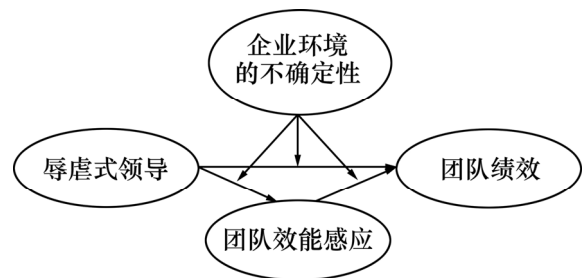 企业环境
的不确定性
辱虐式领导
团队绩效
团队效能感应